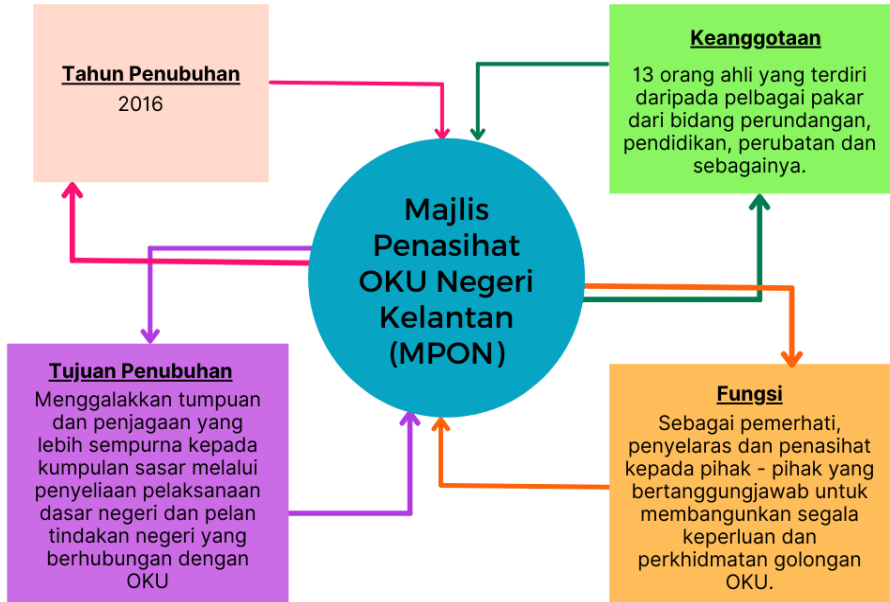 Tahun Penubuhan
2016
Keanggotaan
13 orang ahli yang terdiri
daripada pelbagai pakar
dari bidang perundangan,
pendidikan, perubatan dan
sebagainya.
Majlis
Penasihat
OKU Negeri
Kelantan
(MPON)
Tujuan Penubuhan
Menggalakkan tumpuan
dan penjagaan yang
lebih sempurna kepada
kumpulan sasar melalui
penyeliaan pelaksanaan
dasar negeri dan pelan
tindakan negeri yang
berhubungan dengan
OKU
Fungsi
Sebagai pemerhati,
penyelaras dan penasihat
kepada pihak - pihak yang
bertanggungjawab untuk
membangunkan segala
keperluan dan
perkhidmatan golongan
OKU.